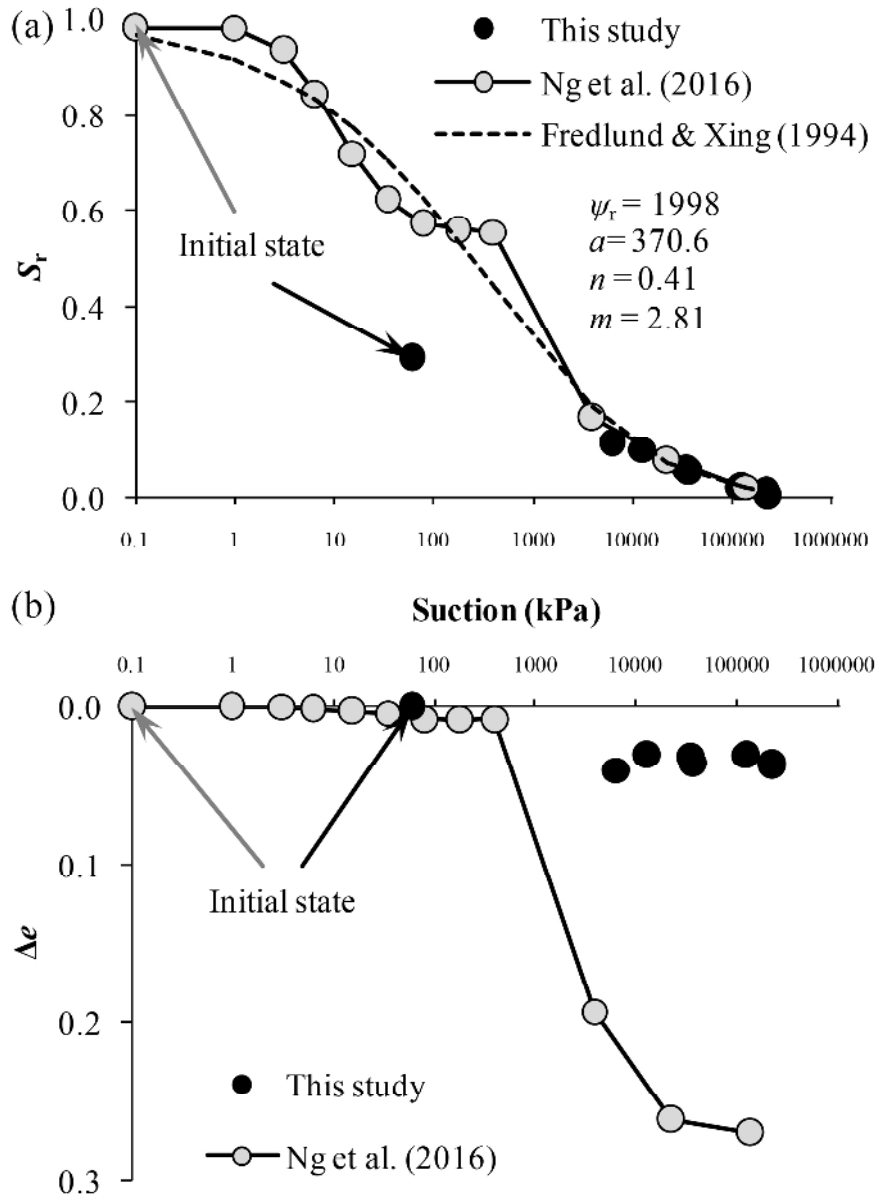 (a)
1.0
0.8
0.6
0.4
0.2
0.0
Sr
This study
Ng et al. (2016)
Fredlund & Xing (1994)
ψr = 1998
a= 370.6
n = 0.41
m = 2.81
Initial state
0.1 1 10 100 1000 10000 100000 1000000
(b)
Suction (kPa)
0.1 1 10 100 1000 10000 100000 1000000
0.0
0.1
0.2
0.3
Δe
Initial state
This study
Ng et al. (2016)